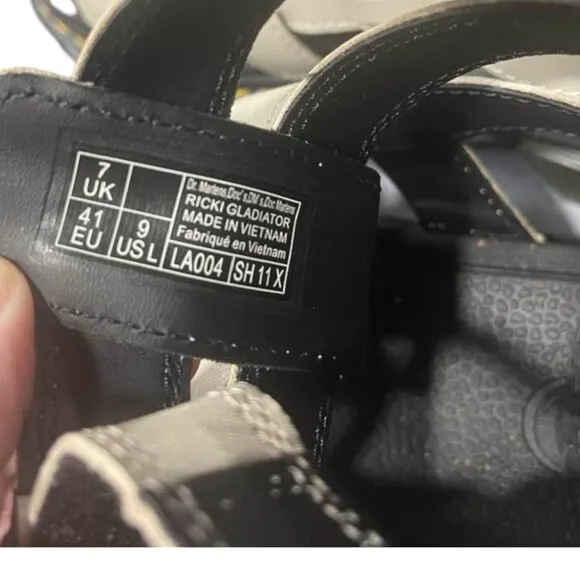 7
UK
41
EU
9
US L
Dr. Martens,Doc's,DM's,Doc Martens
RICKI GLADIATOR
MADE IN VIETNAM
Fabriqué en Vietnam
LA004
SH 11 X